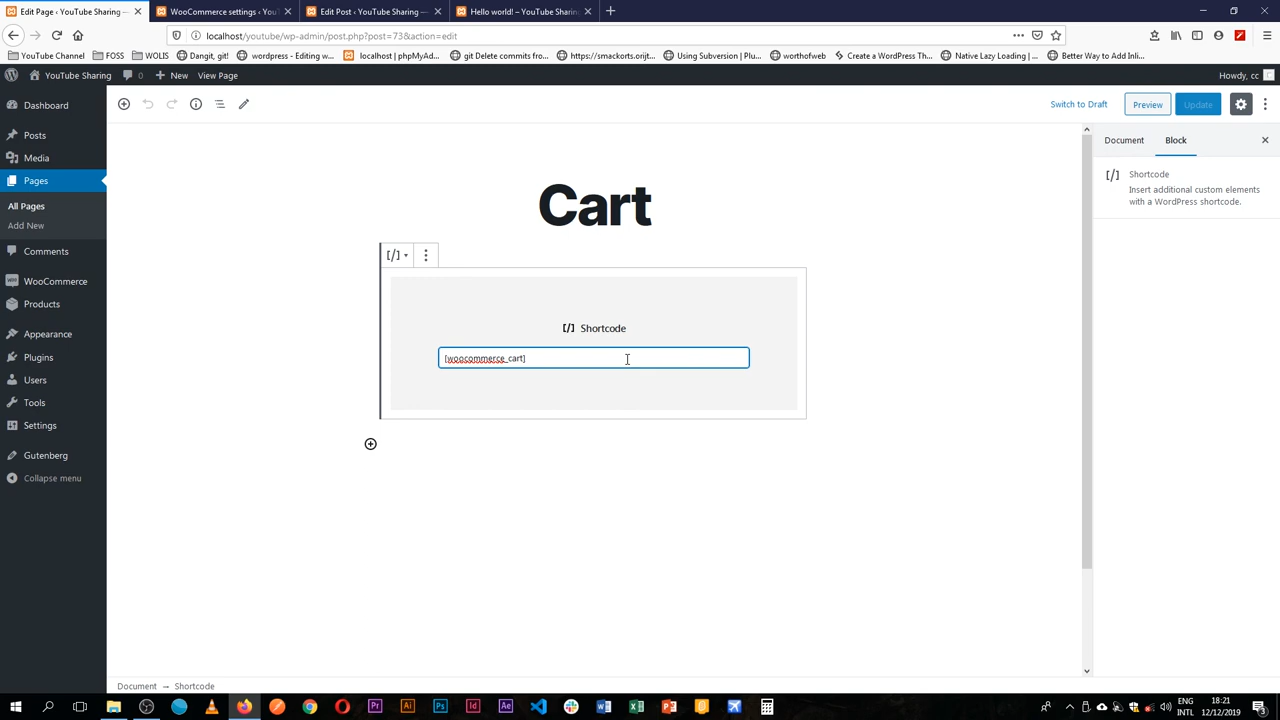 Edit Page ‹ YouTube Sharing —
WooCommerce settings ‹ You
Edit Post ‹ YouTube Sharing —
Hello world! – YouTube Sharin
localhost/youtube/wp-admin/post.php?post=73&action=edit
YouTube Channel
FOSS
WOLIS
Dangit, git!
wordpress - Editing w...
localhost | phpMyAd...
git Delete commits fro...
https://smackorts.orijt...
Using Subversion | Pl...
worthofweb
Create a WordPress Th...
Native Lazy Loading |...
Better Way to Add Inli...
YouTube Sharing
0
New
View Page
Howdy, cc
Dashboard
Posts
Media
Pages
All Pages
Add New
Comments
WooCommerce
Products
Appearance
Plugins
Users
Tools
Settings
Gutenberg
Collapse menu
Switch to Draft
Preview
Update
Document
Block
[/] Shortcode
Insert additional custom elements
with a WordPress shortcode.
Cart
[/]
[/] Shortcode
[woocommerce_cart]
Document → Shortcode
ENG
INTL
18:21
12/12/2019